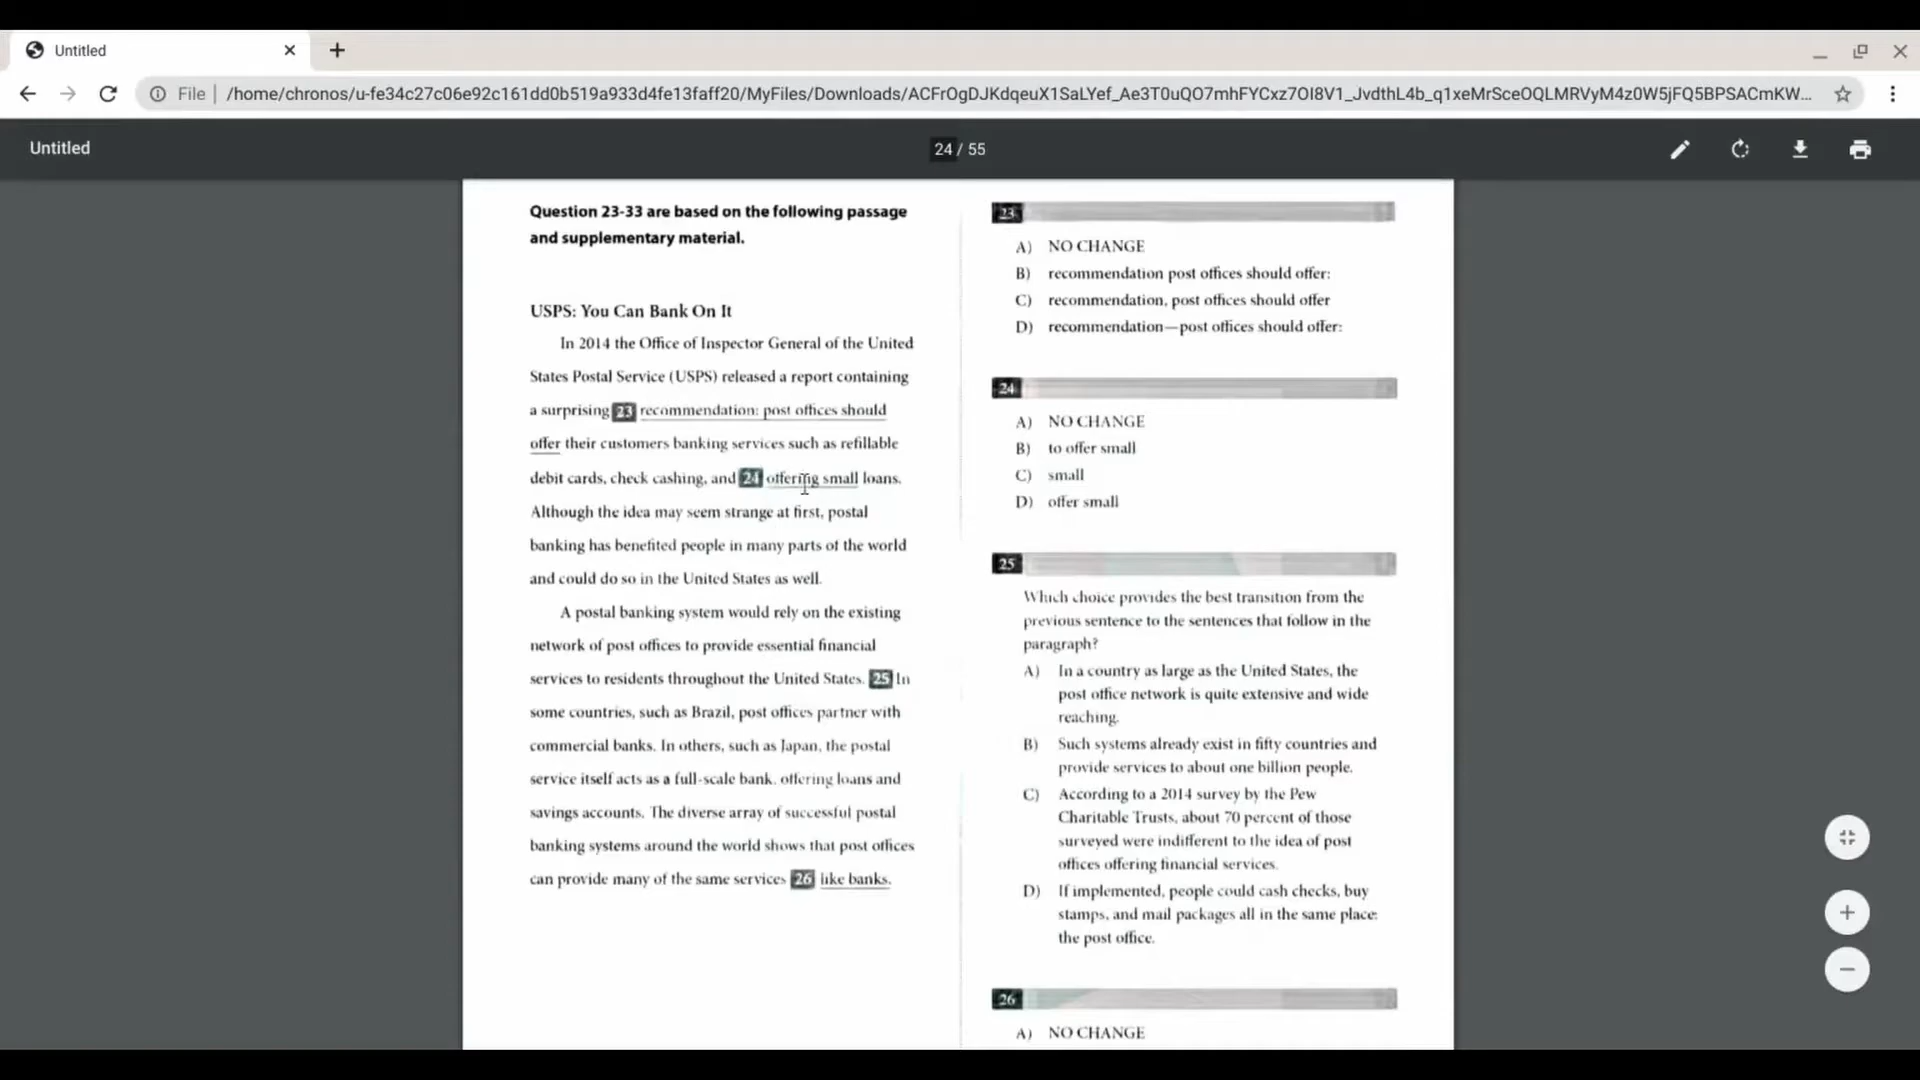 Untitled
File | /home/chronos/u-fe34c27c06e92c161dd0b519a933d4fe13faff20/MyFiles/Downloads/ACFrOgDJKdqeuX1SaLYef_Ae3T0uQO7mhFYCxz7OI8V1_JvdthL4b_q1xeMrSceOQLMRVyM4z0W5jFQ5BPSACmKW...
Untitled
24 / 55
Question 23-33 are based on the following passage
and supplementary material.
USPS: You Can Bank On It
In 2014 the Office of Inspector General of the United
States Postal Service (USPS) released a report containing
a surprising 23 recommendation: post offices should
offer their customers banking services such as refillable
debit cards, check cashing, and 24 offering small loans.
Although the idea may seem strange at first, postal
banking has benefited people in many parts of the world
and could do so in the United States as well.
A postal banking system would rely on the existing
network of post offices to provide essential financial
services to residents throughout the United States. 25 In
some countries, such as Brazil, post offices partner with
commercial banks. In others, such as Japan, the postal
service itself acts as a full-scale bank, offering loans and
savings accounts. The diverse array of successful postal
banking systems around the world shows that post offices
can provide many of the same services 26 like banks.
23
A) NO CHANGE
B) recommendation post offices should offer:
C) recommendation, post offices should offer
D) recommendation—post offices should offer:
24
A) NO CHANGE
B) to offer small
C) small
D) offer small
25
Which choice provides the best transition from the
previous sentence to the sentences that follow in the
paragraph?
A) In a country as large as the United States, the
post office network is quite extensive and wide
reaching.
B) Such systems already exist in fifty countries and
provide services to about one billion people.
C) According to a 2014 survey by the Pew
Charitable Trusts, about 70 percent of those
surveyed were indifferent to the idea of post
offices offering financial services.
D) If implemented, people could cash checks, buy
stamps, and mail packages all in the same place:
the post office.
26
A) NO CHANGE